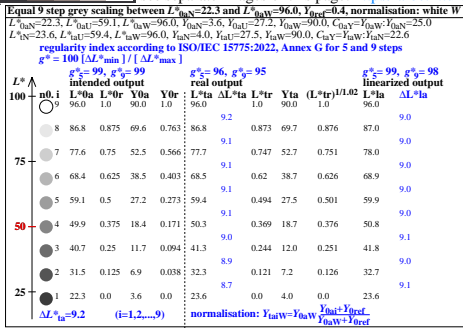 Equal 9 step grey scaling between L*0aN=22.3 and L*0aW=96.0, Y0ref=0.4, normalisation: white W
L*0aN=22.3, L*0aU=59.1, L*0aW=96.0, Y0aN=3.6, Y0aU=27.2, Y0aW=90.0, C0aY=Y0aW:Y0aN=25.0
L*taN=23.6, L*taU=59.4, L*taW=96.0, YtaN=4.0, YtaU=27.5, YtaW=90.0, CtaY=YtaW:YtaN=22.6
regularity index according to ISO/IEC 15775:2022, Annex G for 5 and 9 steps
g* = 100 [ΔL*min ] / [ ΔL*max ]
g*5= 99, g*9= 99 g*5= 96, g*9= 95 g*5= 99, g*9= 98
intended output real output linearized output
L* n0. i L*0a L*0r Y0a Y0r L*ta ΔL*ta L*tr Yta (L*tr)1/1.02 L*la ΔL*la
100 9 96.0 1.0 90.0 1.0 96.0 1.0 90.0 1.0 96.0
9.2 9.0
8 86.8 0.875 69.6 0.763 86.8 0.873 69.7 0.876 87.0
9.1 9.0
75 7 77.6 0.75 52.5 0.566 77.7 0.747 52.7 0.751 78.0
9.1 9.0
6 68.4 0.625 38.5 0.403 68.5 0.62 38.7 0.626 68.9
9.1 9.0
5 59.1 0.5 27.2 0.273 59.4 0.494 27.5 0.501 59.9
9.1 9.0
50 4 49.9 0.375 18.4 0.171 50.3 0.369 18.7 0.376 50.8
9.0 9.0
3 40.7 0.25 11.7 0.094 41.3 0.244 12.0 0.251 41.8
8.9 9.1
2 31.5 0.125 6.9 0.038 32.3 0.121 7.2 0.126 32.7
8.7 9.1
25 1 22.3 0.0 3.6 0.0 23.6 0.0 4.0 0.0 23.6
ΔL*ta=9.2 (i=1,2,...,9) normalisation: YtaiW=Y0aW Y0ai+Y0ref
Y0aW+Y0ref